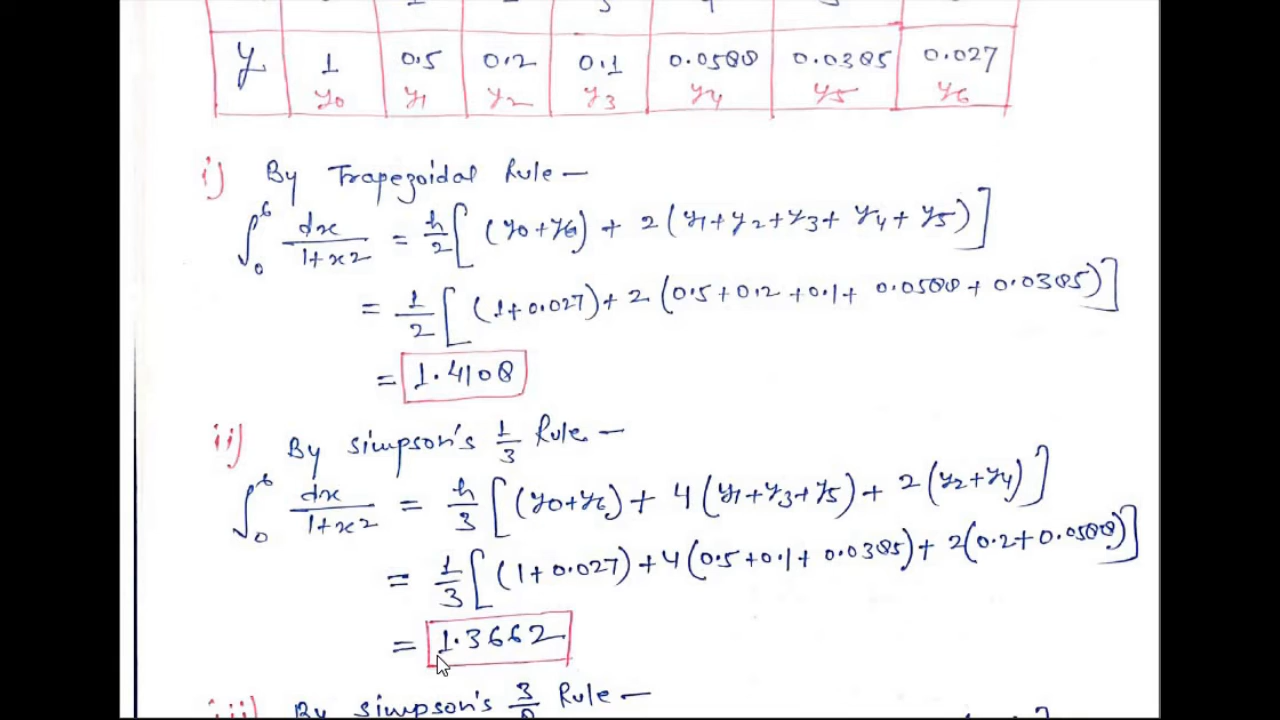 y 1 0.5 0.2 0.1 0.0588 0.0385 0.027
y0 y1 y2 y3 y4 y5 y6
i) By Trapezoidal Rule –
∫₀⁶ dx/(1+x2) = h/2 [(y0+y6) + 2(y1+y2+y3+y4+y5)]
= 1/2 [(1+0.027)+2(0.5+0.2+0.1+0.0588+0.0385)]
= 1.4108
ii) By simpson's 1/3 Rule –
∫₀⁶ dx/(1+x2) = h/3 [(y0+y6) + 4(y1+y3+y5) + 2(y2+y4)]
= 1/3 [(1+0.027)+4(0.5+0.1+0.0385)+2(0.2+0.0588)]
= 1.3662
iii) By simpson's 3/8 Rule –